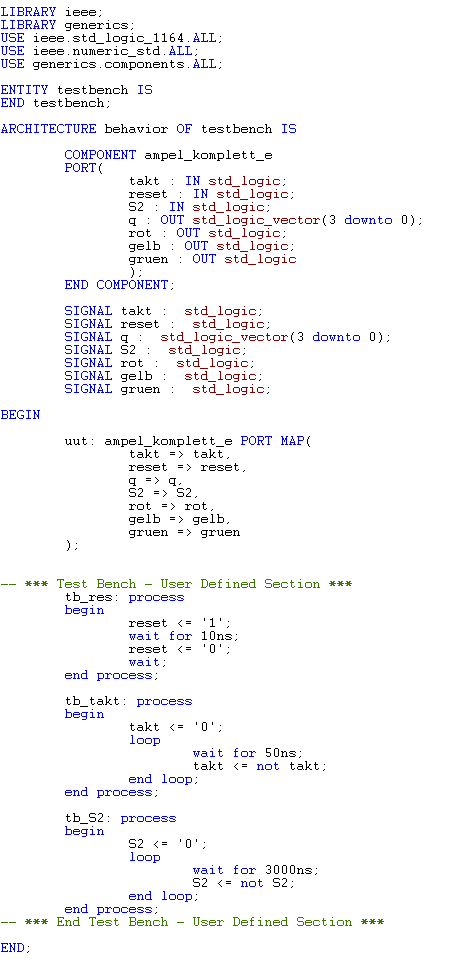 LIBRARY ieee;
LIBRARY generics;
USE ieee.std_logic_1164.ALL;
USE ieee.numeric_std.ALL;
USE generics.components.ALL;

ENTITY testbench IS
END testbench;

ARCHITECTURE behavior OF testbench IS

        COMPONENT ampel_komplett_e
        PORT(
                takt : IN std_logic;
                reset : IN std_logic;
                S2 : IN std_logic;
                q : OUT std_logic_vector(3 downto 0);
                rot : OUT std_logic;
                gelb : OUT std_logic;
                gruen : OUT std_logic
                );
        END COMPONENT;

        SIGNAL takt :  std_logic;
        SIGNAL reset :  std_logic;
        SIGNAL q :  std_logic_vector(3 downto 0);
        SIGNAL S2 :  std_logic;
        SIGNAL rot :  std_logic;
        SIGNAL gelb :  std_logic;
        SIGNAL gruen :  std_logic;

BEGIN

        uut: ampel_komplett_e PORT MAP(
                takt => takt,
                reset => reset,
                q => q,
                S2 => S2,
                rot => rot,
                gelb => gelb,
                gruen => gruen
        );

-- *** Test Bench - User Defined Section ***
        tb_res: process
        begin
                reset <= '1';
                wait for 10ns;
                reset <= '0';
                wait;
        end process;

        tb_takt: process
        begin
                takt <= '0';
                loop
                        wait for 50ns;
                        takt <= not takt;
                end loop;
        end process;

        tb_S2: process
        begin
                S2 <= '0';
                loop
                        wait for 3000ns;
                        S2 <= not S2;
                end loop;
        end process;
-- *** End Test Bench - User Defined Section ***

END;